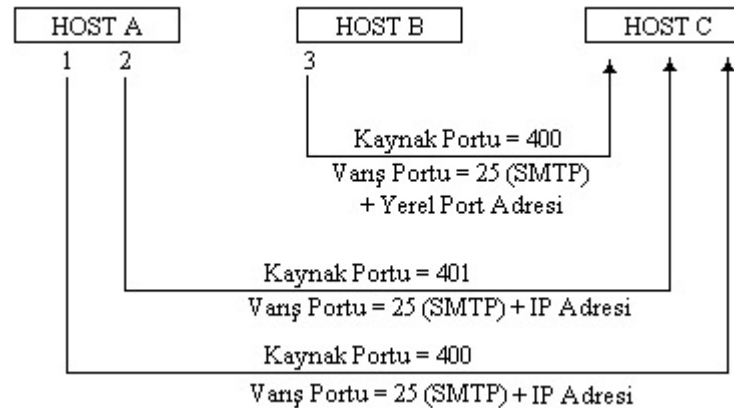 HOST A
HOST B
HOST C
1
2
3
Kaynak Portu = 400
Varış Portu = 25 (SMTP)
+ Yerel Port Adresi
Kaynak Portu = 401
Varış Portu = 25 (SMTP) + IP Adresi
Kaynak Portu = 400
Varış Portu = 25 (SMTP) + IP Adresi